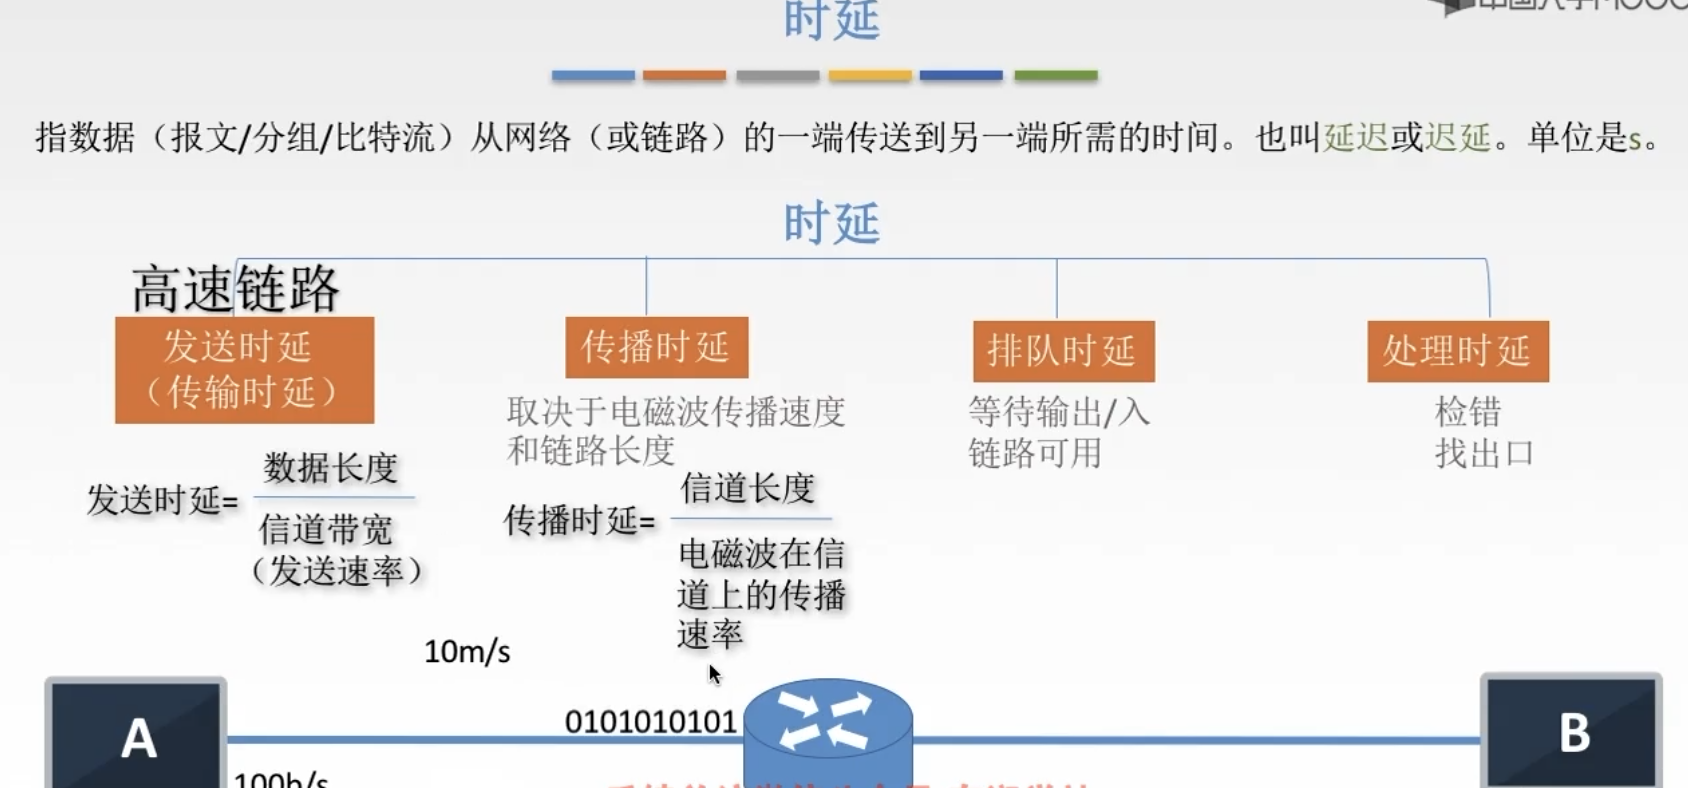 时延
指数据（报文/分组/比特流）从网络（或链路）的一端传送到另一端所需的时间。也叫延迟或迟延。单位是s。
时延
高速链路
发送时延
（传输时延）
传播时延
排队时延
处理时延
取决于电磁波传播速度
和链路长度
等待输出/入
链路可用
检错
找出口
发送时延=
数据长度
信道带宽
（发送速率）
传播时延=
信道长度
电磁波在信
道上的传播
速率
10m/s
0101010101
A
B
100b/s